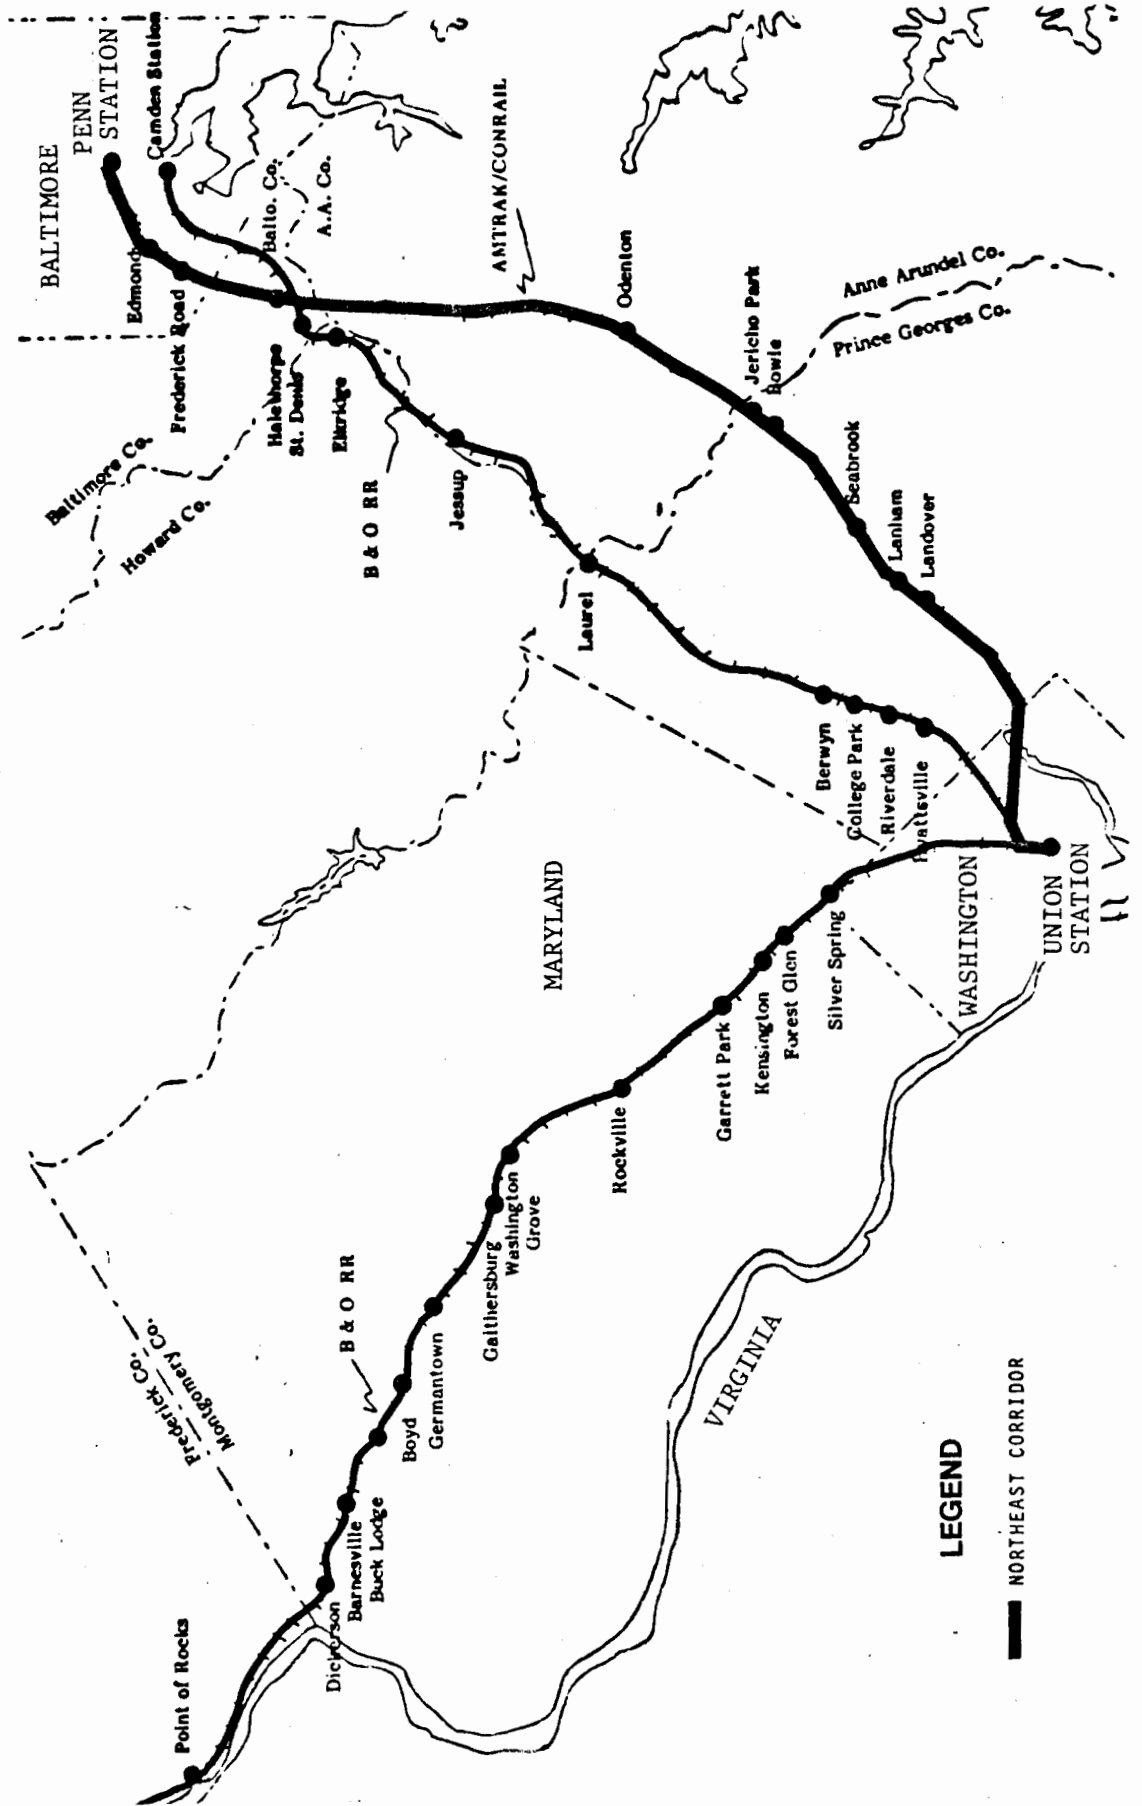 BALTIMORE
PENN
STATION
Camden Station
Frederick Road
Halethorpe
St. Denis
Elkridge
Balto. Co.
A.A. Co.
AMTRAK/CONRAIL
Baltimore Co.
Howard Co.
B & O RR
Jessup
Odenton
Anne Arundel Co.
Prince Georges Co.
Jericho Park
Bowie
Laurel
Seabrook
Lanham
Landover
Berwyn
College Park
Riverdale
Hyattsville
MARYLAND
WASHINGTON
UNION
STATION
11
Silver Spring
Forest Glen
Kensington
Garrett Park
Rockville
Washington
Grove
Gaithersburg
Germantown
Boyd
B & O RR
Frederick Co.
Montgomery Co.
Barnesville
Buck Lodge
Dickerson
Point of Rocks
VIRGINIA
LEGEND
NORTHEAST CORRIDOR